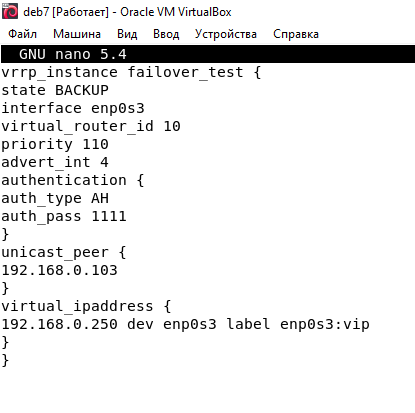 deb7 [Работает] - Oracle VM VirtualBox
Файл Машина Вид Ввод Устройства Справка
GNU nano 5.4
vrrp_instance failover_test {
state BACKUP
interface enp0s3
virtual_router_id 10
priority 110
advert_int 4
authentication {
auth_type AH
auth_pass 1111
}
unicast_peer {
192.168.0.103
}
virtual_ipaddress {
192.168.0.250 dev enp0s3 label enp0s3:vip
}
}